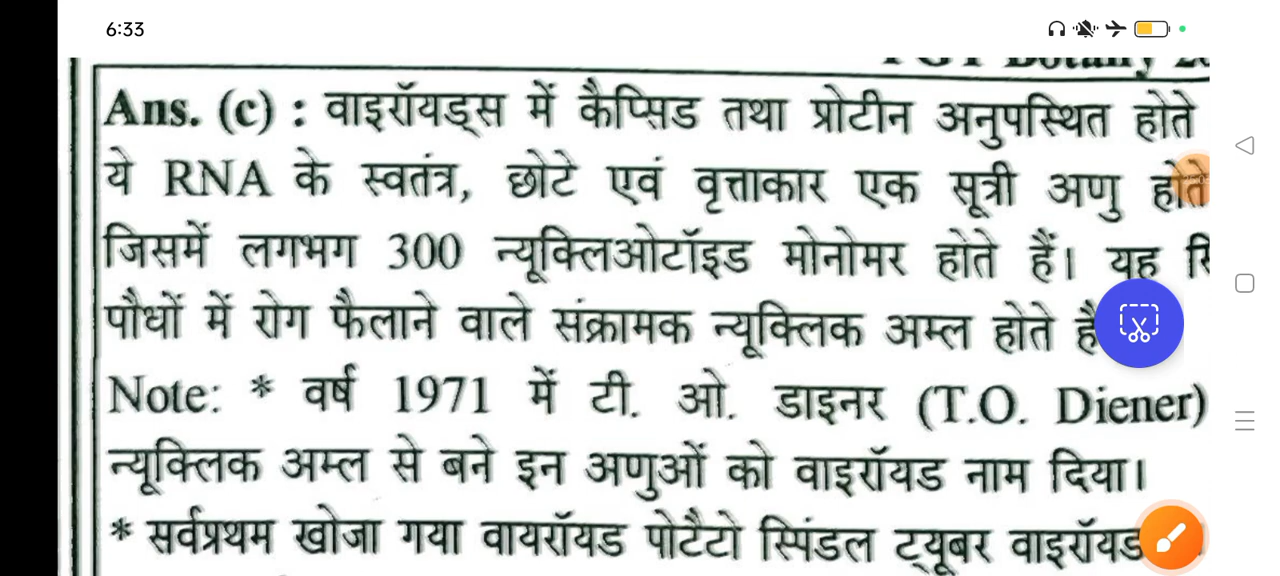 6:33
Ans. (c) : वाइरॉयड्स में कैप्सिड तथा प्रोटीन अनुपस्थित होते
ये RNA के स्वतंत्र, छोटे एवं वृत्ताकार एक सूत्री अणु होते
जिसमें लगभग 300 न्यूक्लिओटॉइड मोनोमर होते हैं। यह
पौधों में रोग फैलाने वाले संक्रामक न्यूक्लिक अम्ल होते
Note: * वर्ष 1971 में टी. ओ. डाइनर (T.O. Diener)
न्यूक्लिक अम्ल से बने इन अणुओं को वाइरॉयड नाम दिया।
* सर्वप्रथम खोजा गया वायरॉयड पोटैटो स्पिंडल ट्यूबर वाइरॉयड